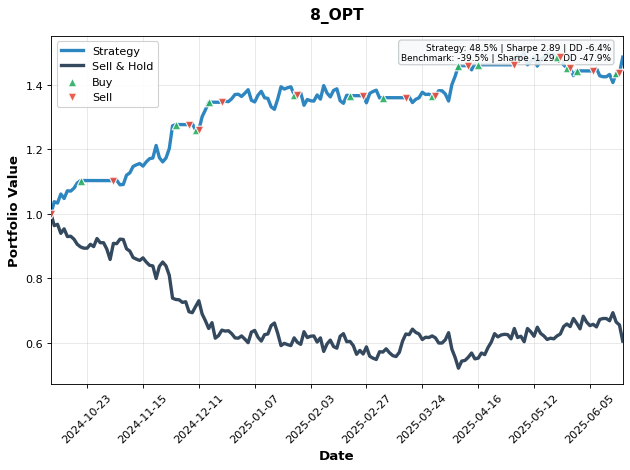 8_OPT
Strategy
Sell & Hold
Buy
Sell
Strategy: 48.5% | Sharpe 2.89 | DD -6.4%
Benchmark: -39.5% | Sharpe -1.29 | DD -47.9%
Portfolio Value
1.4
1.2
1.0
0.8
0.6
2024-10-23
2024-11-15
2024-12-11
2025-01-07
2025-02-03
2025-02-27
2025-03-24
2025-04-16
2025-05-12
2025-06-05
Date